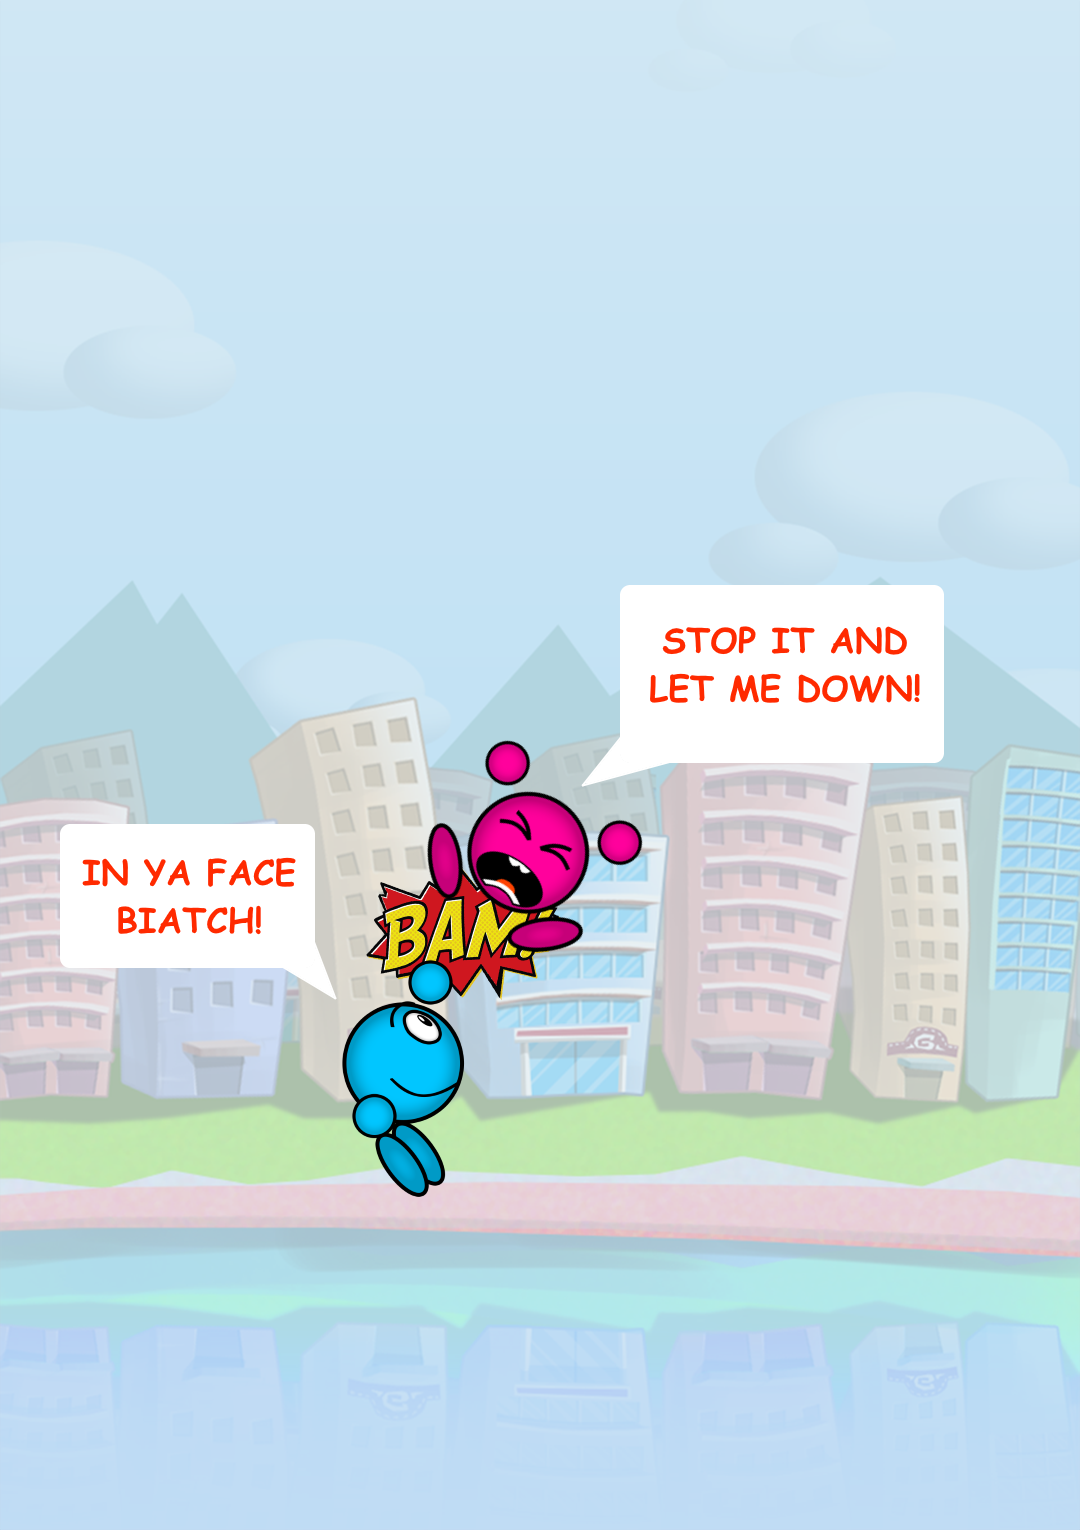 STOP IT AND
LET ME DOWN!
IN YA FACE
BIATCH!
BAM!
G